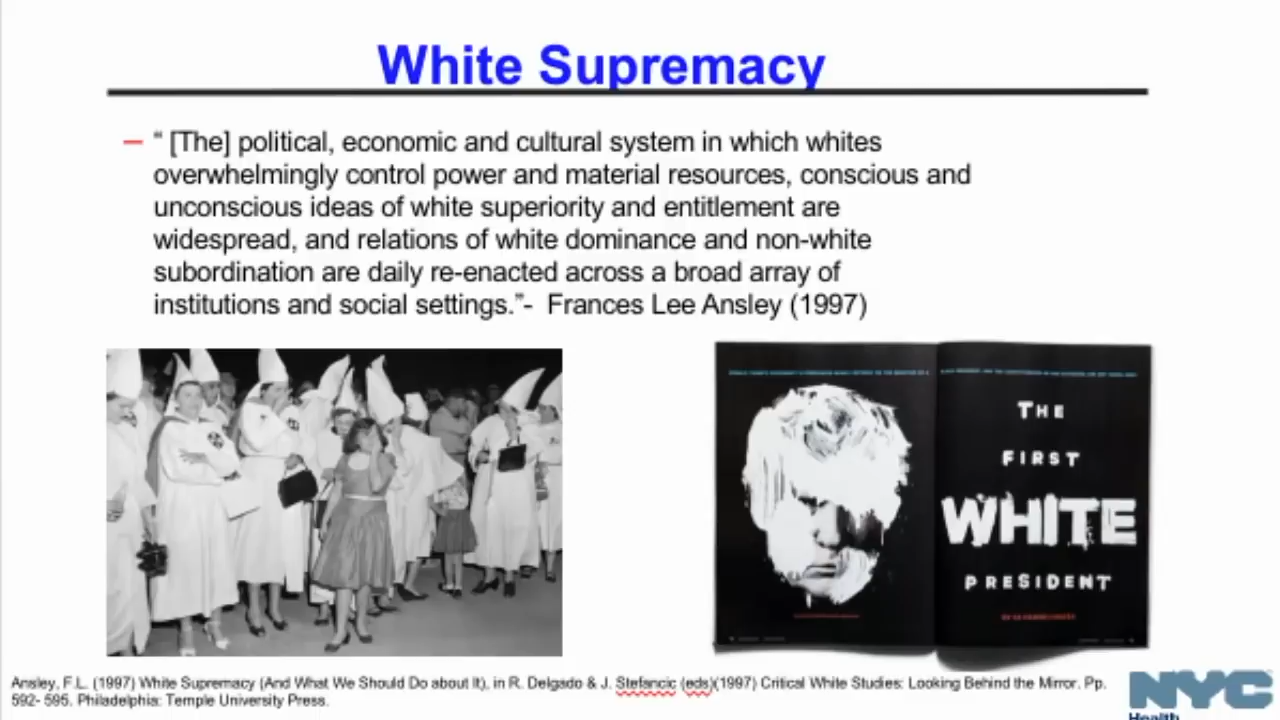 White Supremacy
– “ [The] political, economic and cultural system in which whites
overwhelmingly control power and material resources, conscious and
unconscious ideas of white superiority and entitlement are
widespread, and relations of white dominance and non-white
subordination are daily re-enacted across a broad array of
institutions and social settings.”- Frances Lee Ansley (1997)
THE
FIRST
WHITE
PRESIDENT
Ansley, F.L. (1997) White Supremacy (And What We Should Do about It), in R. Delgado & J. Stefancic (eds)(1997) Critical White Studies: Looking Behind the Mirror. Pp.
592- 595. Philadelphia: Temple University Press.
NYC
Health